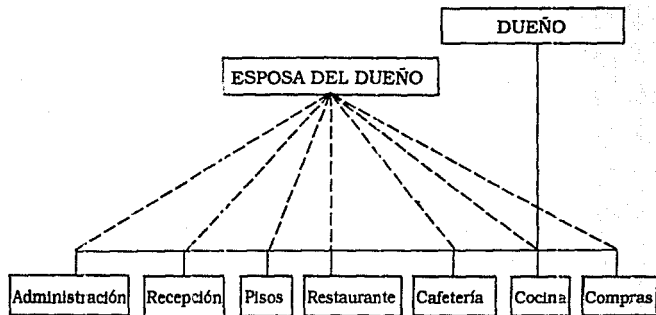 DUEÑO
ESPOSA DEL DUEÑO
Administración
Recepción
Pisos
Restaurante
Cafetería
Cocina
Compras